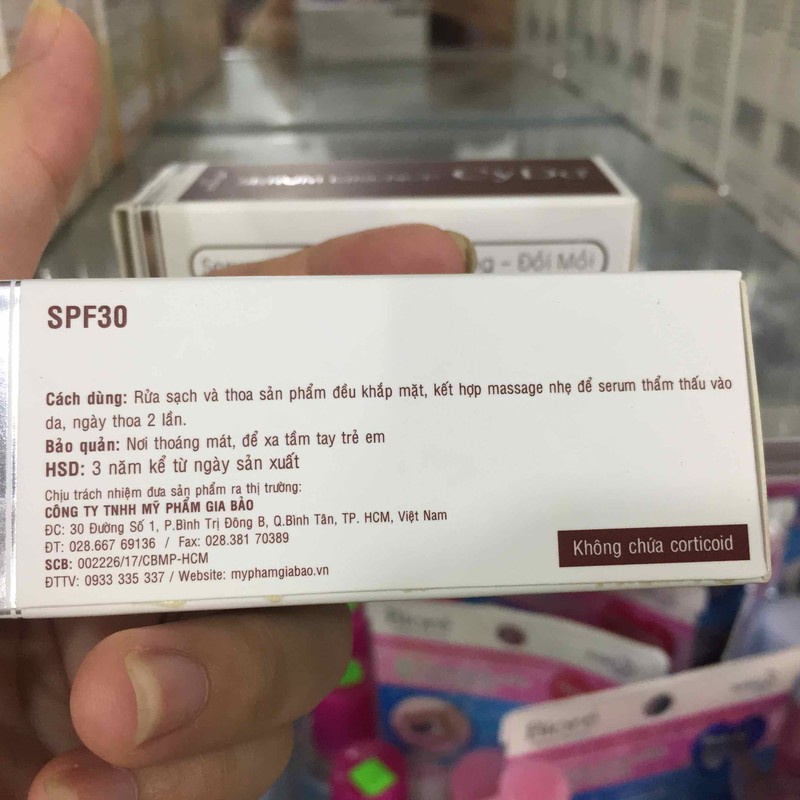 – Đồi Mồi
SPF30
Cách dùng: Rửa sạch và thoa sản phẩm đều khắp mặt, kết hợp massage nhẹ để serum thẩm thấu vào
da, ngày thoa 2 lần.
Bảo quản: Nơi thoáng mát, để xa tầm tay trẻ em
HSD: 3 năm kể từ ngày sản xuất
Chịu trách nhiệm đưa sản phẩm ra thị trường:
CÔNG TY TNHH MỸ PHẨM GIA BẢO
ĐC: 30 Đường Số 1, P.Bình Trị Đông B, Q.Bình Tân, TP. HCM, Việt Nam
ĐT: 028.667 69136 / Fax: 028.381 70389
SCB: 002226/17/CBMP-HCM
ĐTTV: 0933 335 337 / Website: myphamgiabao.vn
Không chứa corticoid
Bioré